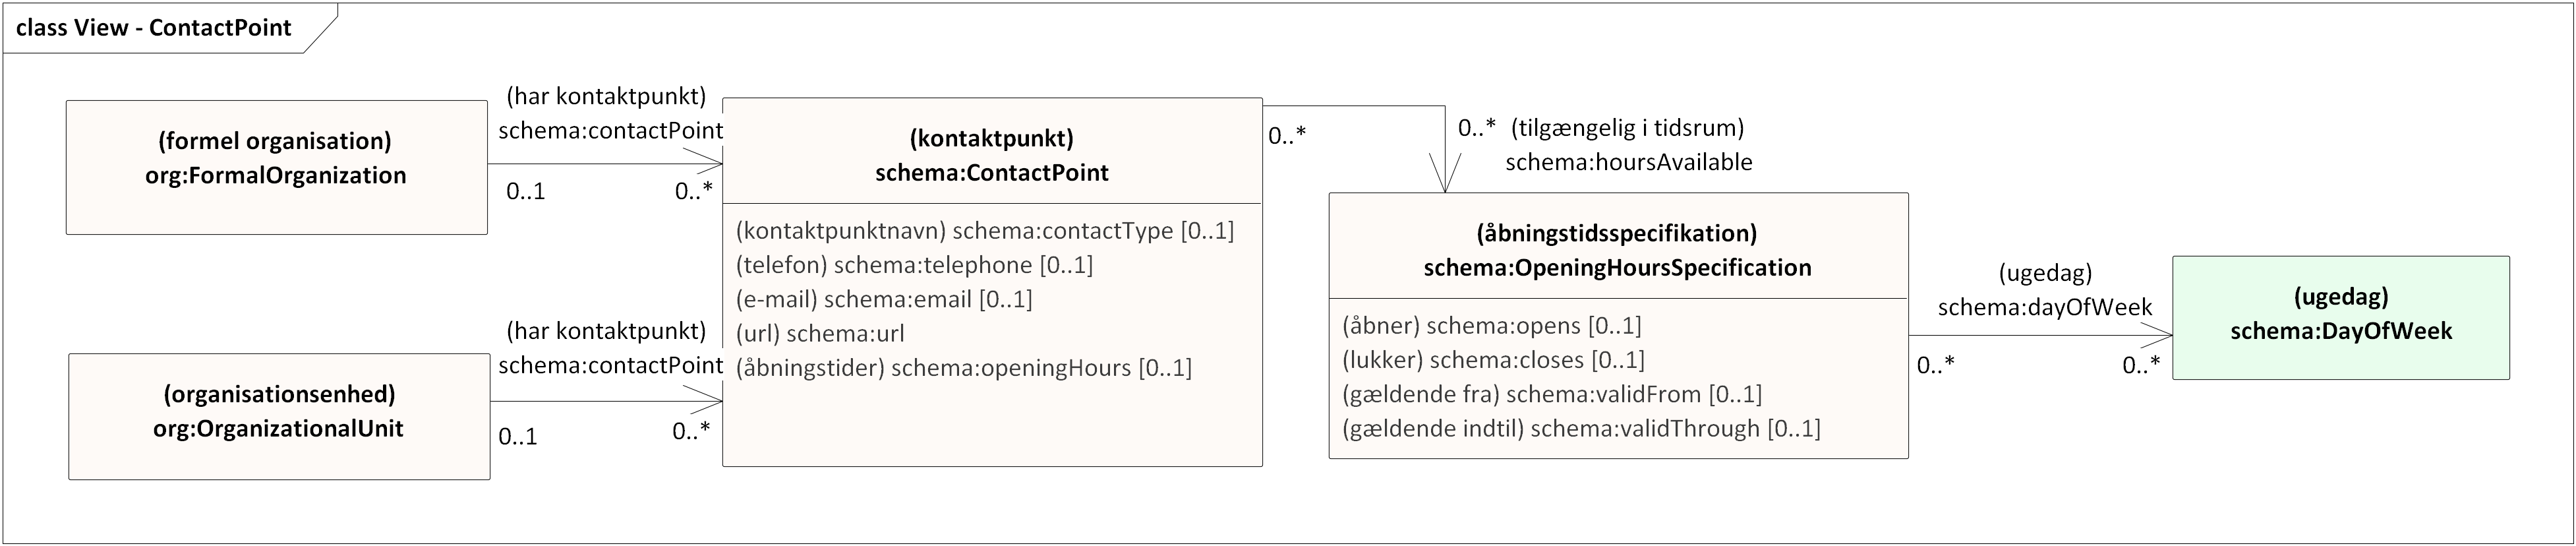 class View - ContactPoint
(formel organisation)
org:FormalOrganization
(har kontaktpunkt)
schema:contactPoint
0..1
0..*
(organisationsenhed)
org:OrganizationalUnit
(har kontaktpunkt)
schema:contactPoint
0..1
0..*
(kontaktpunkt)
schema:ContactPoint
(kontaktpunktnavn) schema:contactType [0..1]
(telefon) schema:telephone [0..1]
(e-mail) schema:email [0..1]
(url) schema:url
(åbningstider) schema:openingHours [0..1]
0..*
0..*
(tilgængelig i tidsrum)
schema:hoursAvailable
(åbningstidsspecifikation)
schema:OpeningHoursSpecification
(åbner) schema:opens [0..1]
(lukker) schema:closes [0..1]
(gældende fra) schema:validFrom [0..1]
(gældende indtil) schema:validThrough [0..1]
(ugedag)
schema:dayOfWeek
0..*
0..*
(ugedag)
schema:DayOfWeek